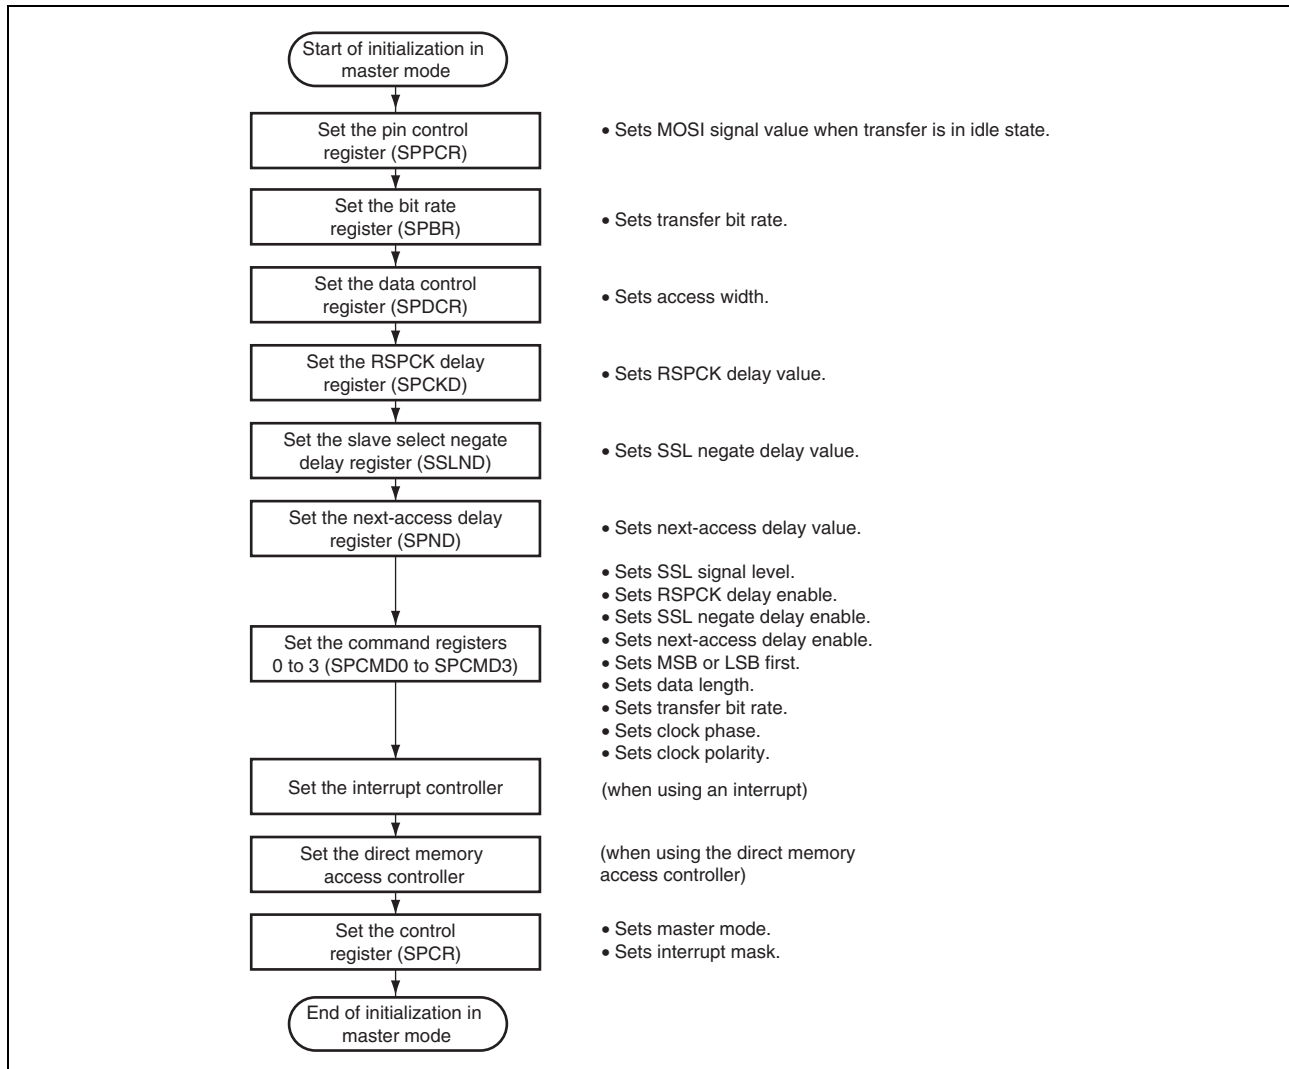 Start of initialization in
master mode
Set the pin control
register (SPPCR)
• Sets MOSI signal value when transfer is in idle state.
Set the bit rate
register (SPBR)
• Sets transfer bit rate.
Set the data control
register (SPDCR)
• Sets access width.
Set the RSPCK delay
register (SPCKD)
• Sets RSPCK delay value.
Set the slave select negate
delay register (SSLND)
• Sets SSL negate delay value.
Set the next-access delay
register (SPND)
• Sets next-access delay value.
Set the command registers
0 to 3 (SPCMD0 to SPCMD3)
• Sets SSL signal level.
• Sets RSPCK delay enable.
• Sets SSL negate delay enable.
• Sets next-access delay enable.
• Sets MSB or LSB first.
• Sets data length.
• Sets transfer bit rate.
• Sets clock phase.
• Sets clock polarity.
Set the interrupt controller
(when using an interrupt)
Set the direct memory
access controller
(when using the direct memory
access controller)
Set the control
register (SPCR)
• Sets master mode.
• Sets interrupt mask.
End of initialization in
master mode